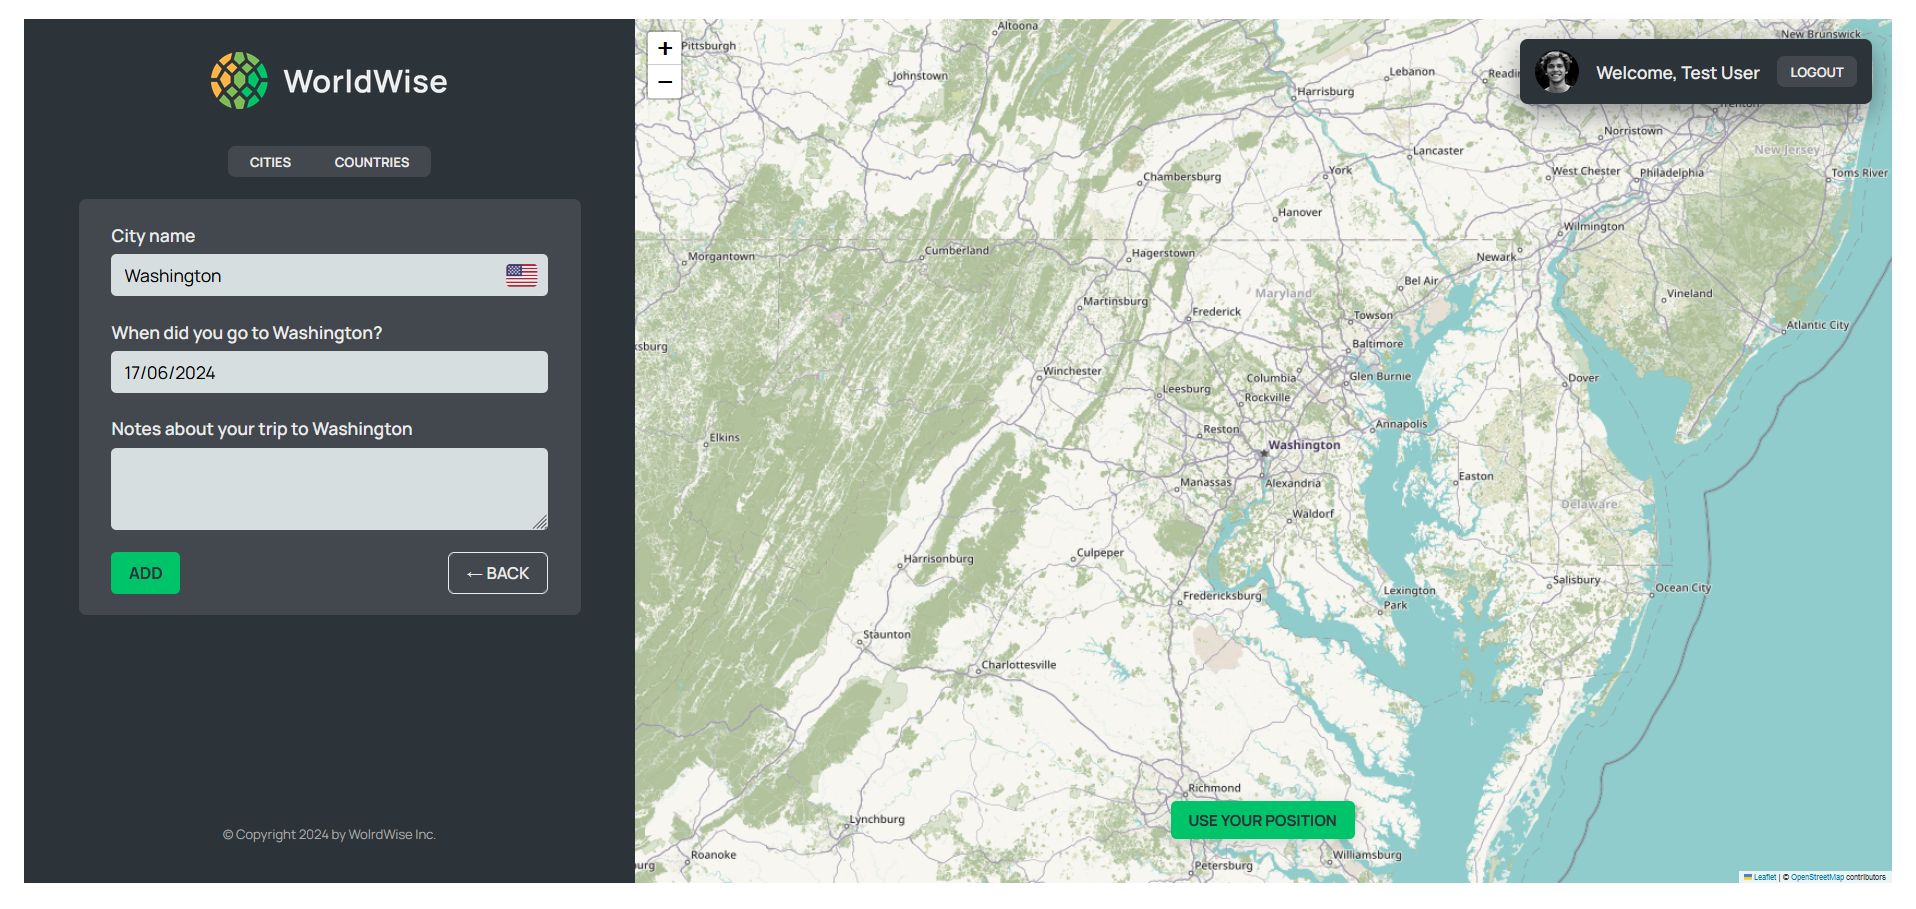 WorldWise
CITIES
COUNTRIES
City name
Washington
When did you go to Washington?
17/06/2024
Notes about your trip to Washington
ADD
← BACK
© Copyright 2024 by WolrdWise Inc.
+
−
Welcome, Test User
LOGOUT
Altoona
New Brunswick
Pittsburgh
Johnstown
Lebanon
Harrisburg
Trenton
Norristown
Lancaster
New Jersey
York
West Chester
Philadelphia
Toms River
Chambersburg
Hanover
Wilmington
Cumberland
Morgantown
Hagerstown
Newark
Bel Air
Maryland
Vineland
Martinsburg
Frederick
Towson
Atlantic City
Baltimore
Winchester
Columbia
Glen Burnie
Dover
Leesburg
Rockville
Elkins
Reston
Annapolis
Washington
Manassas
Alexandria
Easton
Waldorf
Delaware
Harrisonburg
Culpeper
Salisbury
Ocean City
Fredericksburg
Lexington
Park
Staunton
Charlottesville
Richmond
Lynchburg
USE YOUR POSITION
Roanoke
Williamsburg
Petersburg
Leaflet | © OpenStreetMap contributors